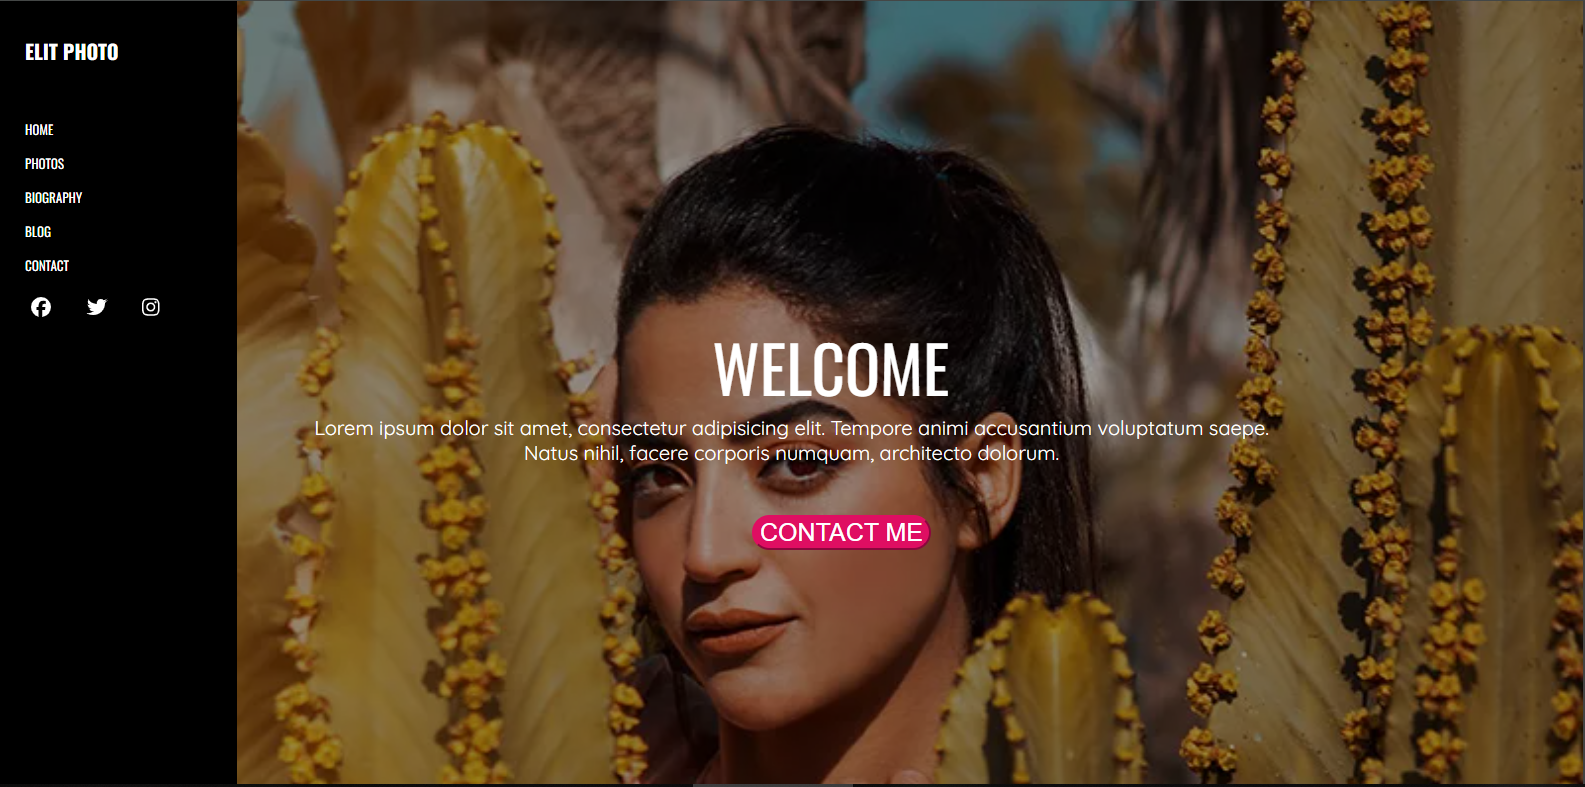 ELIT PHOTO
HOME
PHOTOS
BIOGRAPHY
BLOG
CONTACT
WELCOME
Lorem ipsum dolor sit amet, consectetur adipisicing elit. Tempore animi accusantium voluptatum saepe.
Natus nihil, facere corporis numquam, architecto dolorum.
CONTACT ME